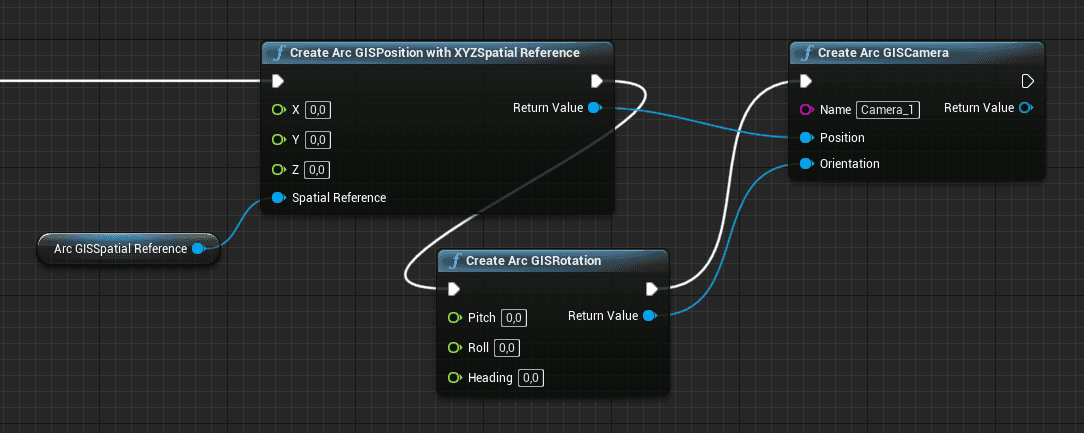 Create Arc GISPosition with XYZSpatial Reference
X 0,0
Return Value
Y 0,0
Z 0,0
Spatial Reference
Arc GISSpatial Reference
Create Arc GISRotation
Pitch 0,0
Return Value
Roll 0,0
Heading 0,0
Create Arc GISCamera
Name Camera_1
Return Value
Position
Orientation